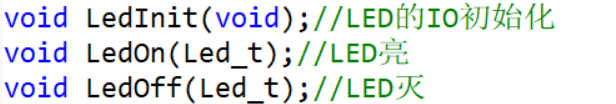 void LedInit(void);//LED的IO初始化
void LedOn(Led_t);//LED亮
void LedOff(Led_t);//LED灭